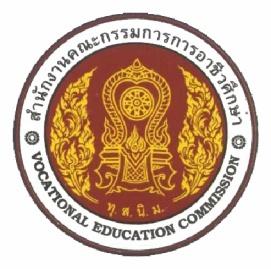 สำนักงานคณะกรรมการการอาชีวศึกษา
ทุ. ส. นิ. ม.
VOCATIONAL EDUCATION COMMISSION